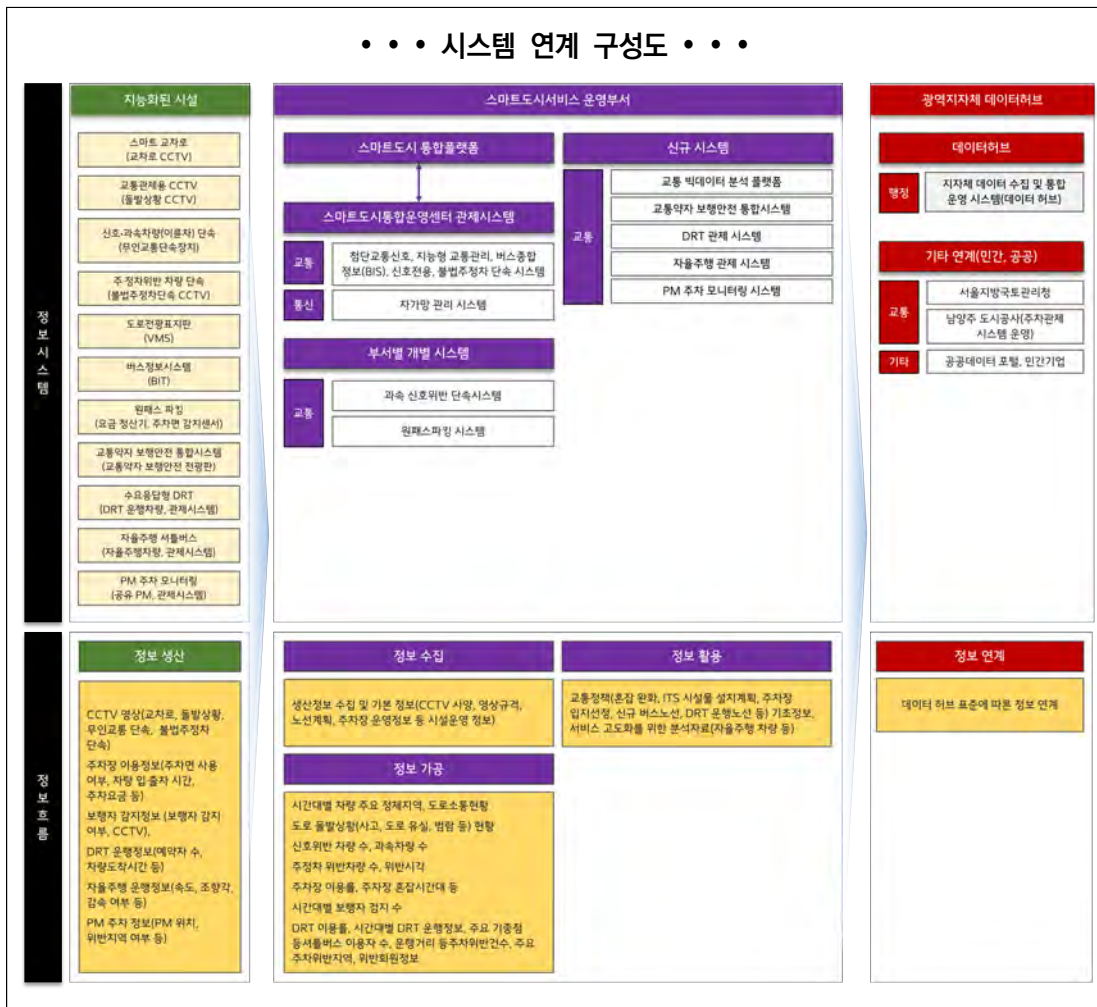 • • • 시스템 연계 구성도 • • •
정보시스템
지능화된 시설
스마트 교차로
(교차로 CCTV)
교통관제용 CCTV
(돌발상황 CCTV)
신호·과속차량(이륜차) 단속
(무인교통단속장치)
주·정차위반 차량 단속
(불법주정차단속 CCTV)
도로전광표지판
(VMS)
버스정보시스템
(BIT)
원패스 파킹
(요금 정산기, 주차면 감지센서)
교통약자 보행안전 통합시스템
(교통약자 보행안전 전광판)
수요응답형 DRT
(DRT 운행차량, 관제시스템)
자율주행 셔틀버스
(자율주행차량, 관제시스템)
PM 주차 모니터링
(공유 PM, 관제시스템)
스마트도시서비스 운영부서
스마트도시 통합플랫폼
스마트도시통합운영센터 관제시스템
교통
첨단교통신호, 지능형 교통관리, 버스종합
정보(BIS), 신호전용, 불법주정차 단속 시스템
통신
자가망 관리 시스템
부서별 개별 시스템
교통
과속 신호위반 단속시스템
원패스파킹 시스템
신규 시스템
교통
교통 빅데이터 분석 플랫폼
교통약자 보행안전 통합시스템
DRT 관제 시스템
자율주행 관제 시스템
PM 주차 모니터링 시스템
광역지자체 데이터허브
데이터허브
행정
지자체 데이터 수집 및 통합
운영 시스템(데이터 허브)
기타 연계(민간, 공공)
교통
서울지방국토관리청
남양주 도시공사(주차관제
시스템 운영)
기타
공공데이터 포털, 민간기업
정보흐름
정보 생산
CCTV 영상(교차로, 돌발상황,
무인교통 단속, 불법주정차
단속)
주차장 이용정보(주차면 사용
여부, 차량 입·출차 시간,
주차요금 등)
보행자 감지정보 (보행자 감지
여부, CCTV),
DRT 운행정보(예약자 수,
차량도착시간 등)
자율주행 운행정보(속도, 조향각,
감속 여부 등)
PM 주차 정보(PM 위치,
위반지역 여부 등)
정보 수집
생산정보 수집 및 기본 정보(CCTV 사양, 영상규격,
노선계획, 주차장 운영정보 등 시설운영 정보)
정보 가공
시간대별 차량 주요 정체지역, 도로소통현황
도로 돌발상황(사고, 도로 유실, 범람 등) 현황
신호위반 차량 수, 과속차량 수
주정차 위반차량 수, 위반시각
주차장 이용률, 주차장 혼잡시간대 등
시간대별 보행자 검지 수
DRT 이용률, 시간대별 DRT 운행정보, 주요 기종점
등셔틀버스 이용자 수, 운행거리 등주차위반건수, 주요
주차위반지역, 위반회원정보
정보 활용
교통정책(혼잡 완화, ITS 시설물 설치계획, 주차장
입지선정, 신규 버스노선, DRT 운행노선 등) 기초정보,
서비스 고도화를 위한 분석자료(자율주행 차량 등)
정보 연계
데이터 허브 표준에 따른 정보 연계